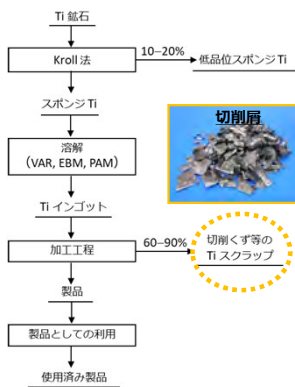 Ti 鉱石
Kroll 法
10−20%
低品位スポンジ Ti
スポンジ Ti
切削屑
溶解
(VAR, EBM, PAM)
Ti インゴット
加工工程
60−90%
切削くず等の
Ti スクラップ
製品
製品としての利用
使用済み製品